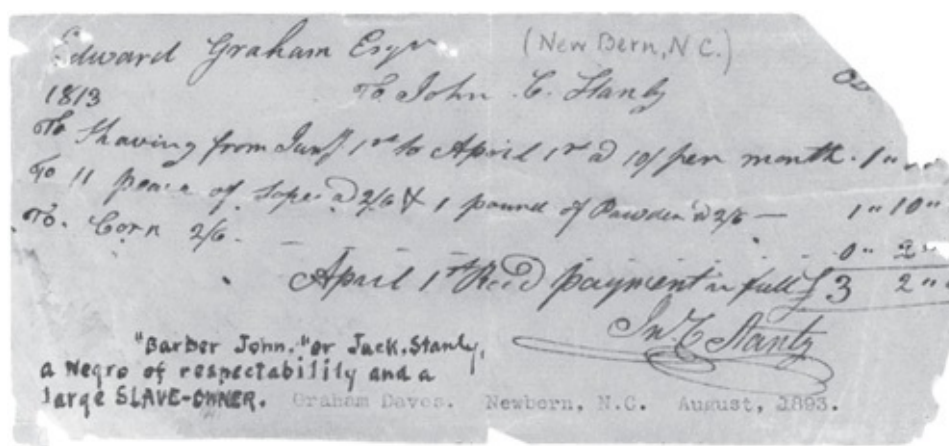 Edward Graham Esqr (New Bern, N.C.)
1813 To John C. Stanly
To Shaving from Jany 1st to April 1st @ 10/ per month. 1 " "
To 11 peace of Sope @ 2/6 & 1 pound of Powder @ 2/6 — 1 " 10 "
To. Corn 2/6. 0 " 2 "
April 1st Recd payment in full £ 3 2 "
Jno. C Stanly
"Barber John." or Jack. Stanly,
a Negro of respectability and a
large SLAVE-OWNER. Graham Daves. Newbern, N.C. August, 1893.